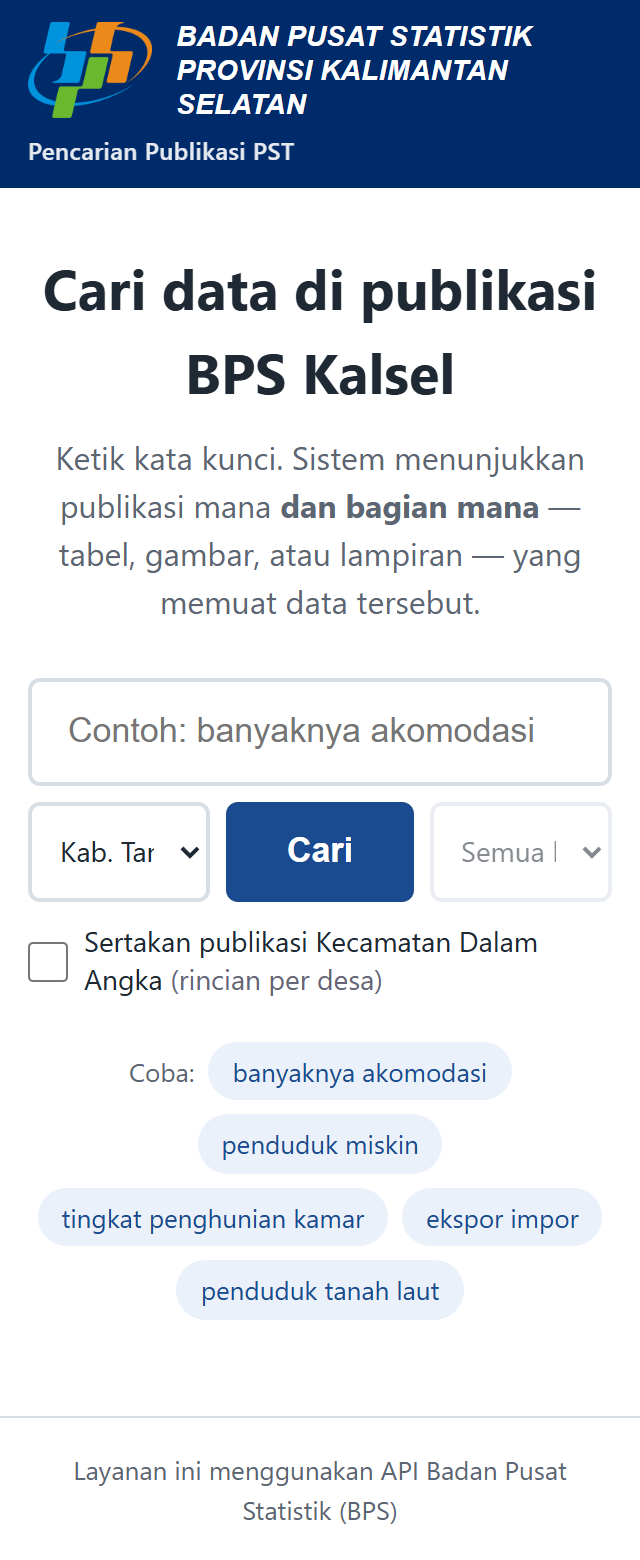 BADAN PUSAT STATISTIK
PROVINSI KALIMANTAN
SELATAN
Pencarian Publikasi PST
Cari data di publikasi
BPS Kalsel
Ketik kata kunci. Sistem menunjukkan
publikasi mana dan bagian mana —
tabel, gambar, atau lampiran — yang
memuat data tersebut.
Contoh: banyaknya akomodasi
Kab. Tar
Cari
Semua
Sertakan publikasi Kecamatan Dalam
Angka (rincian per desa)
Coba: banyaknya akomodasi
penduduk miskin
tingkat penghunian kamar ekspor impor
penduduk tanah laut
Layanan ini menggunakan API Badan Pusat
Statistik (BPS)